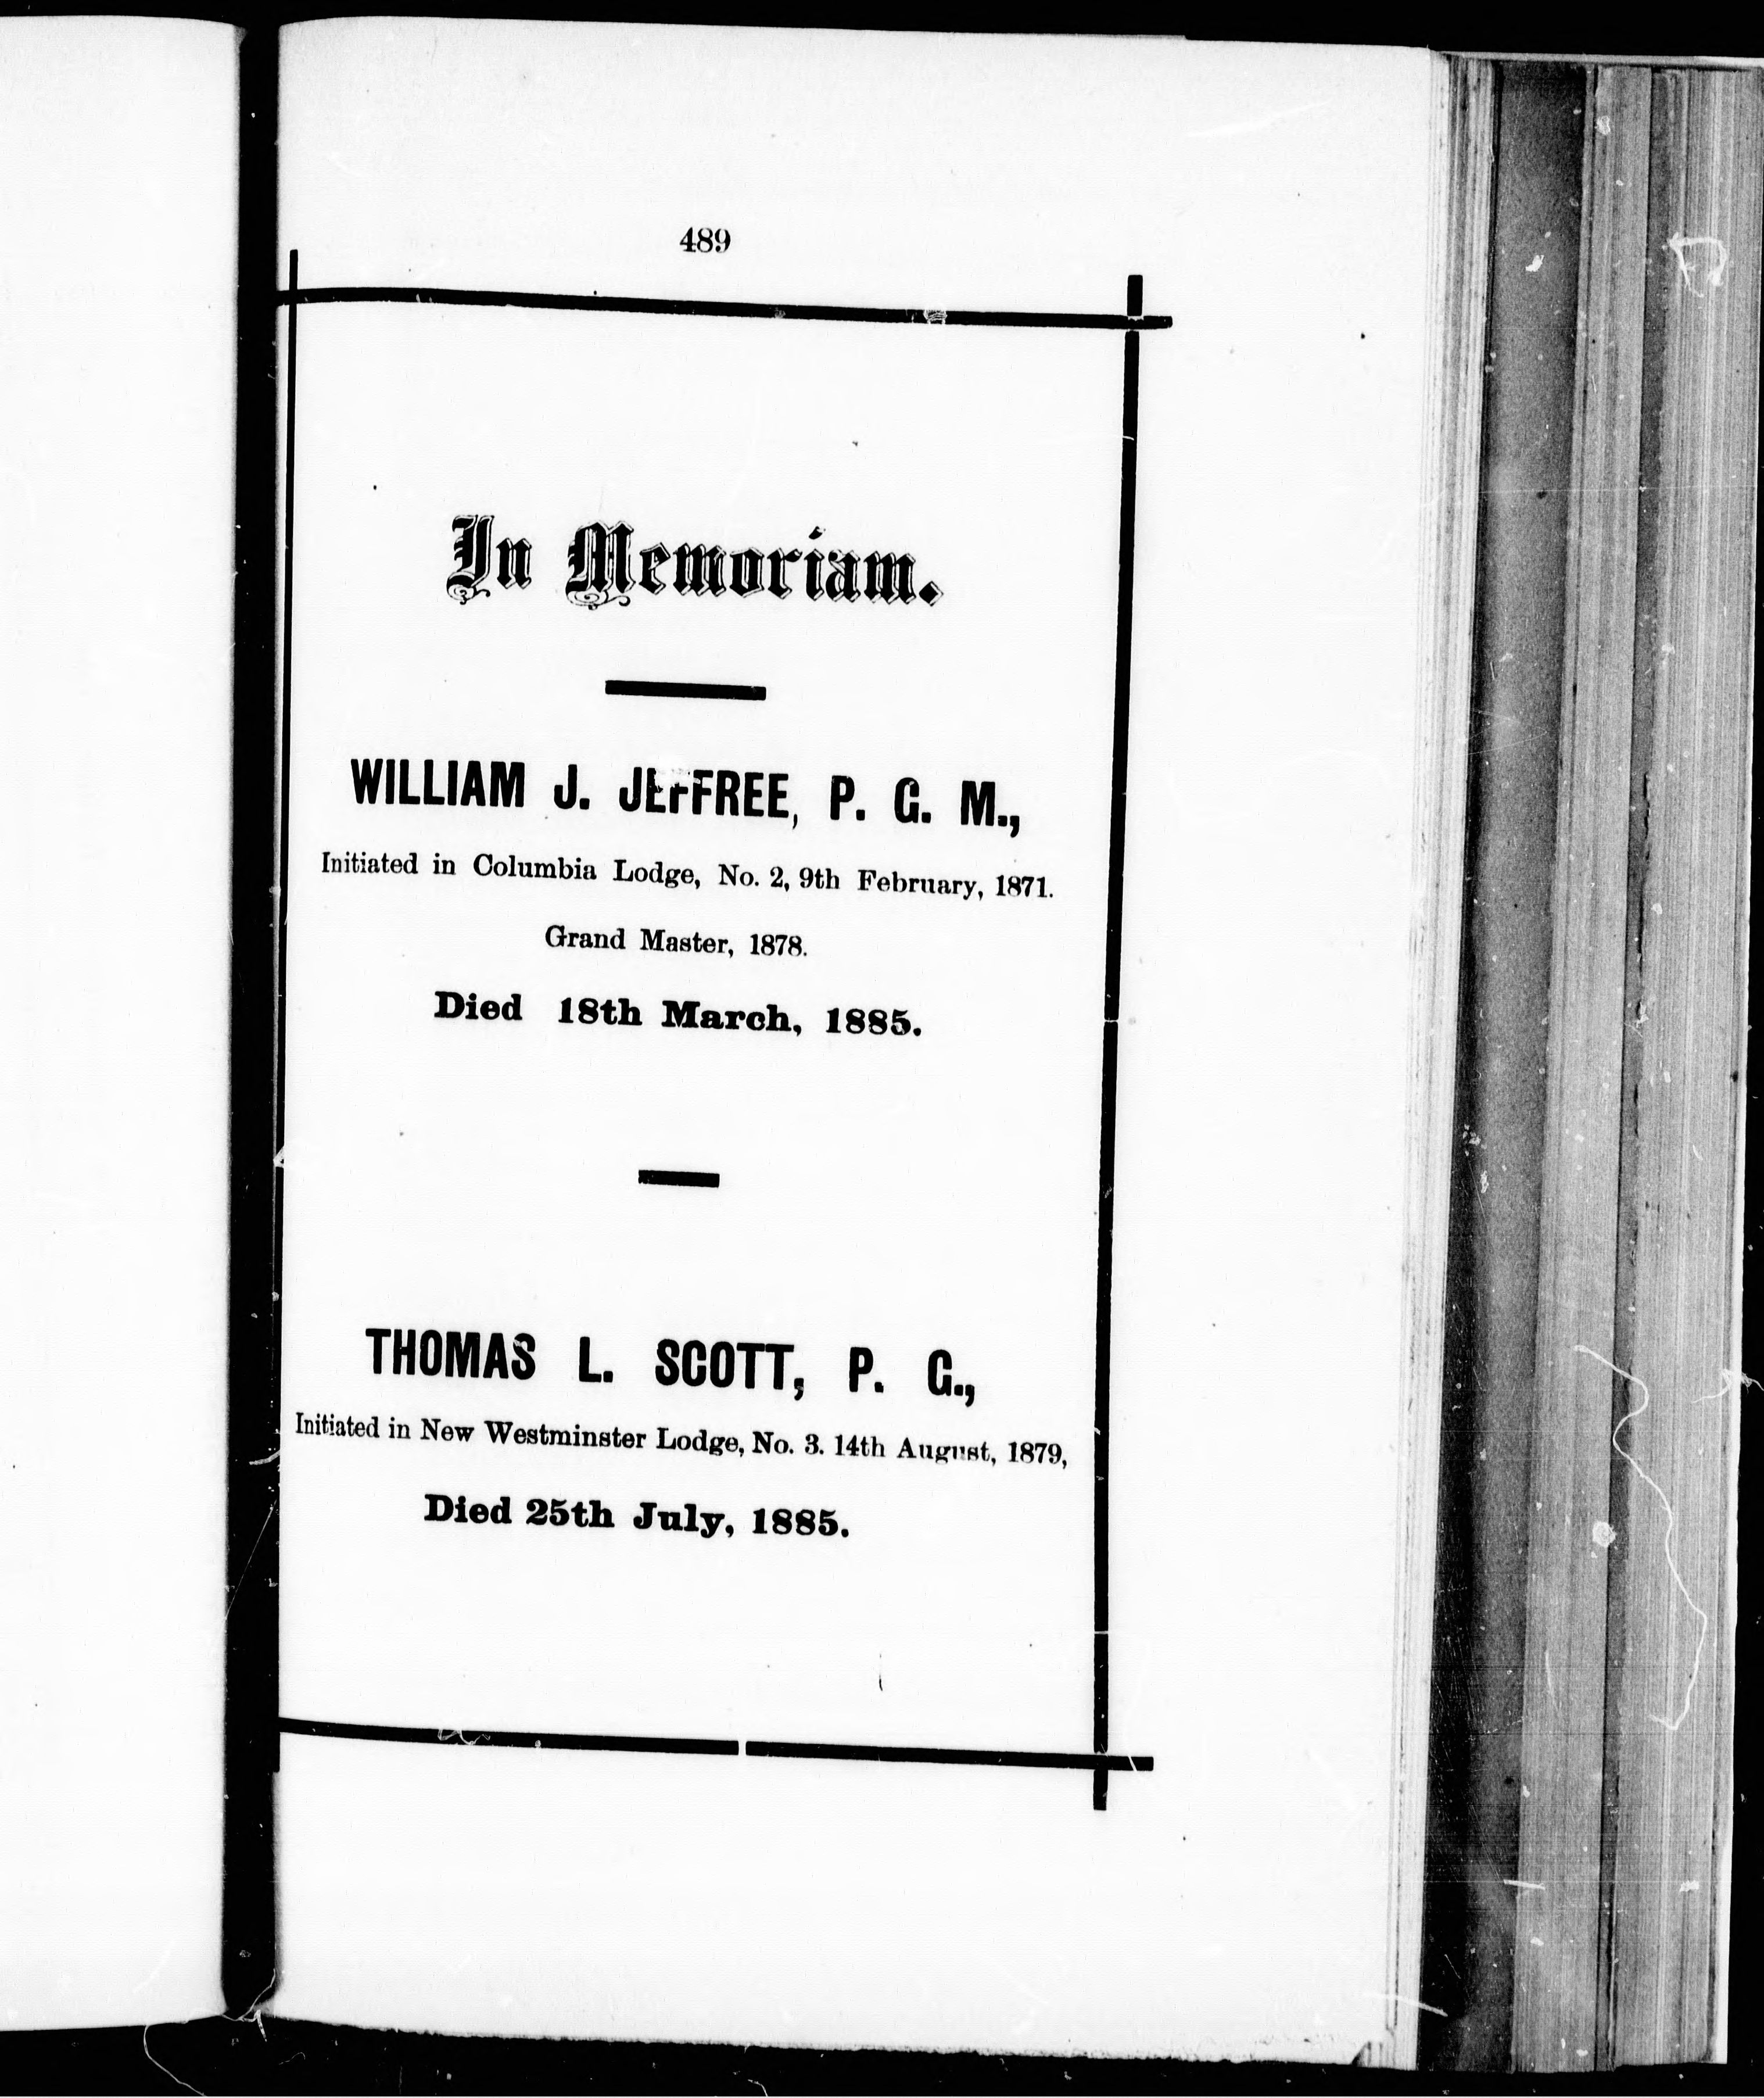 489
In Memoriam.
WILLIAM J. JEFFREE, P. G. M.,
Initiated in Columbia Lodge, No. 2, 9th February, 1871.
Grand Master, 1878.
Died 18th March, 1885.
THOMAS L. SCOTT, P. G.,
Initiated in New Westminster Lodge, No. 3. 14th August, 1879,
Died 25th July, 1885.